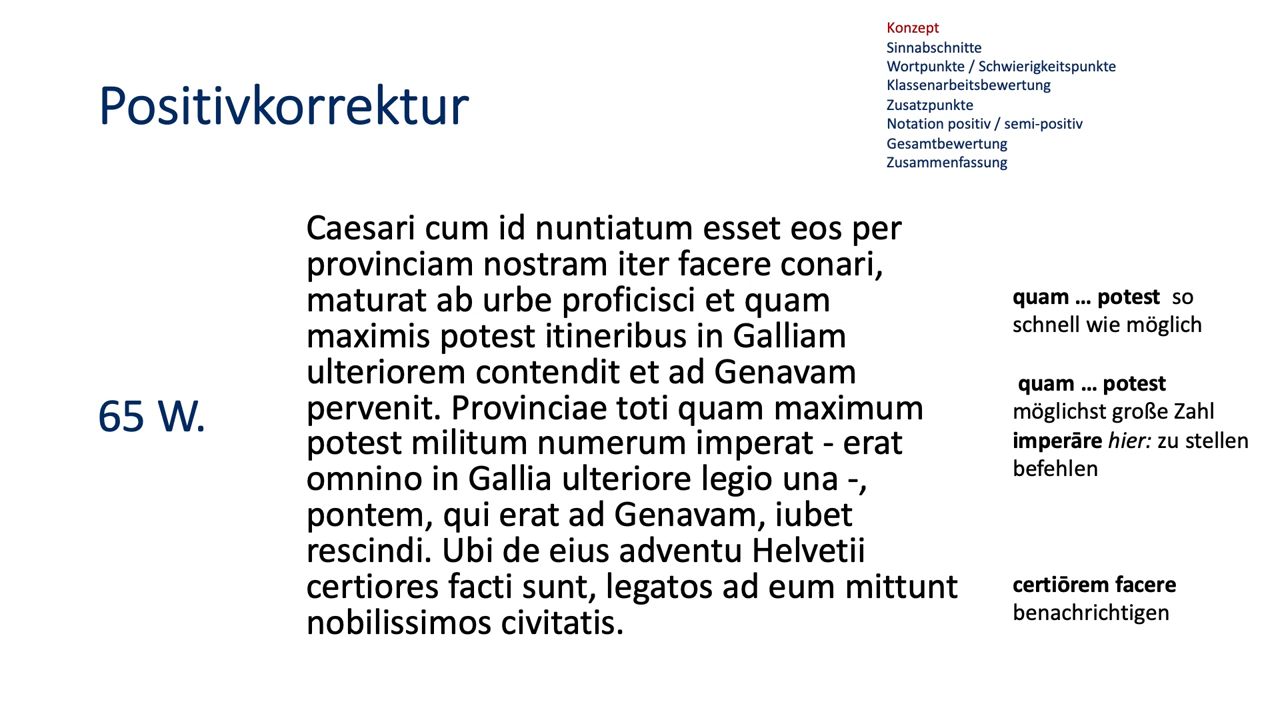 Konzept
Sinnabschnitte
Wortpunkte / Schwierigkeitspunkte
Klassenarbeitsbewertung
Zusatzpunkte
Notation positiv / semi-positiv
Gesamtbewertung
Zusammenfassung
Positivkorrektur
65 W.
Caesari cum id nuntiatum esset eos per
provinciam nostram iter facere conari,
maturat ab urbe proficisci et quam
maximis potest itineribus in Galliam
ulteriorem contendit et ad Genavam
pervenit. Provinciae toti quam maximum
potest militum numerum imperat - erat
omnino in Gallia ulteriore legio una -,
pontem, qui erat ad Genavam, iubet
rescindi. Ubi de eius adventu Helvetii
certiores facti sunt, legatos ad eum mittunt
nobilissimos civitatis.
quam ... potest so
schnell wie möglich
quam ... potest
möglichst große Zahl
imperāre hier: zu stellen
befehlen
certiōrem facere
benachrichtigen